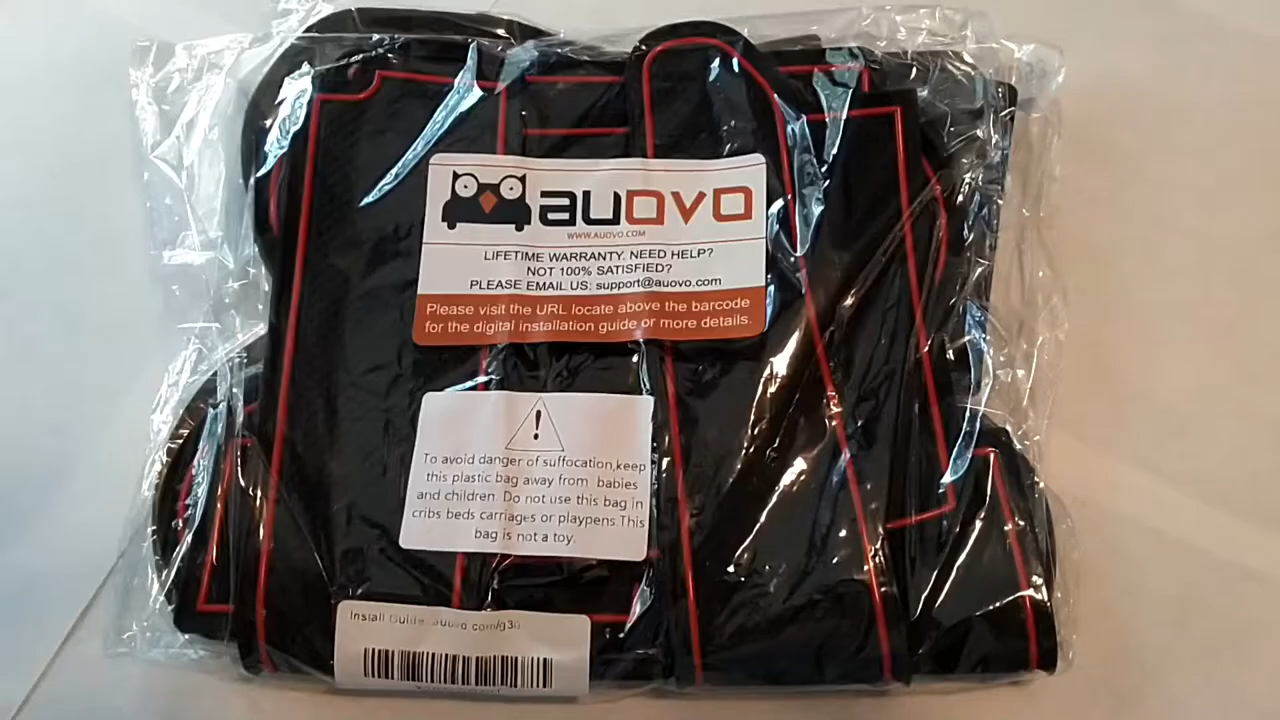 auovo
WWW.AUOVO.COM
LIFETIME WARRANTY. NEED HELP?
NOT 100% SATISFIED?
PLEASE EMAIL US: support@auovo.com
Please visit the URL locate above the barcode
for the digital installation guide or more details.
!
To avoid danger of suffocation,keep
this plastic bag away from babies
and children. Do not use this bag in
cribs beds carriages or playpens.This
bag is not a toy.
Install Guide: auovo.com/g30